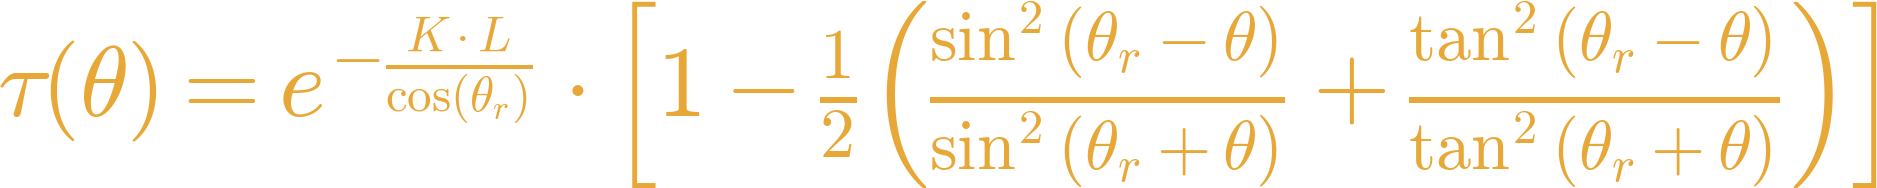 τ(θ) = e^{-\frac{K \cdot L}{\cos(θ_r)}} \cdot \left[ 1 - \frac{1}{2} \left( \frac{\sin^2(θ_r - θ)}{\sin^2(θ_r + θ)} + \frac{\tan^2(θ_r - θ)}{\tan^2(θ_r + θ)} \right) \right]